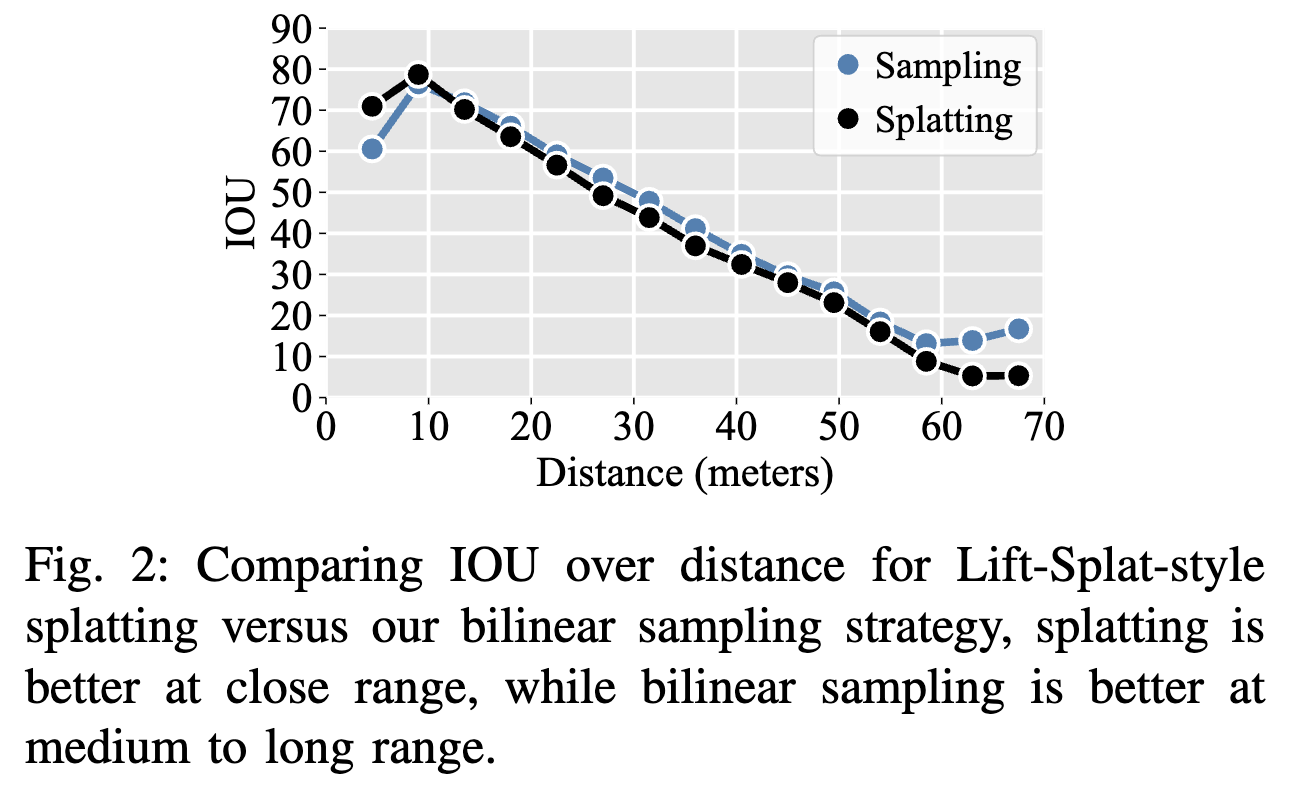 90
80
70
60
50
40
30
20
10
0
IOU
Sampling
Splatting
0 10 20 30 40 50 60 70
Distance (meters)
Fig. 2: Comparing IOU over distance for Lift-Splat-style
splatting versus our bilinear sampling strategy, splatting is
better at close range, while bilinear sampling is better at
medium to long range.